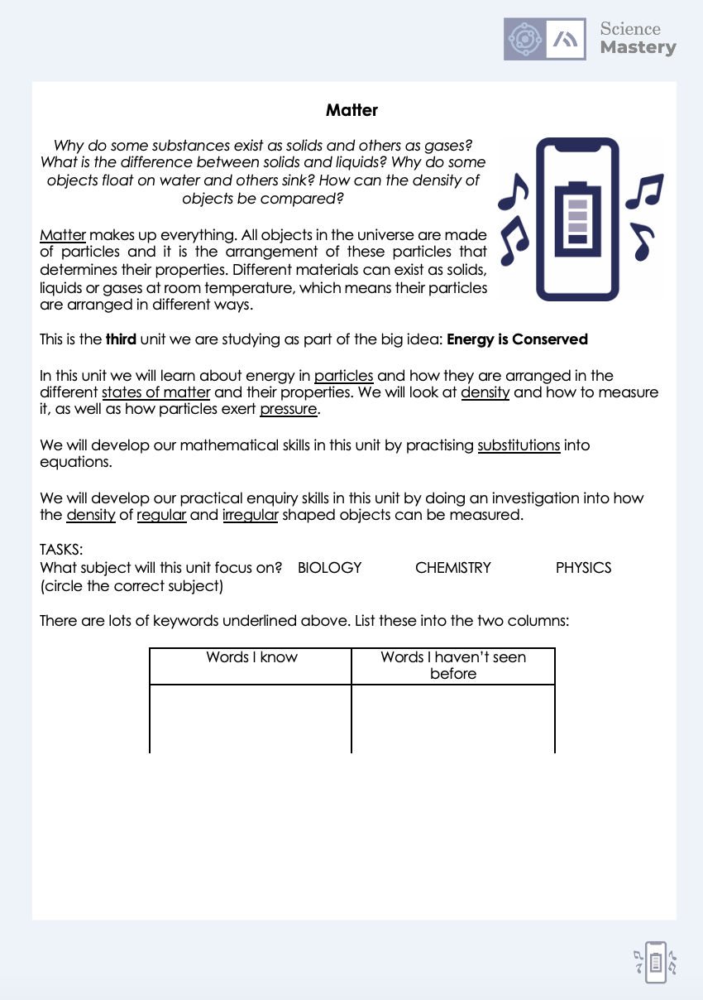 Science
Mastery
Matter
Why do some substances exist as solids and others as gases?
What is the difference between solids and liquids? Why do some
objects float on water and others sink? How can the density of
objects be compared?
Matter makes up everything. All objects in the universe are made
of particles and it is the arrangement of these particles that
determines their properties. Different materials can exist as solids,
liquids or gases at room temperature, which means their particles
are arranged in different ways.
This is the third unit we are studying as part of the big idea: Energy is Conserved
In this unit we will learn about energy in particles and how they are arranged in the
different states of matter and their properties. We will look at density and how to measure
it, as well as how particles exert pressure.
We will develop our mathematical skills in this unit by practising substitutions into
equations.
We will develop our practical enquiry skills in this unit by doing an investigation into how
the density of regular and irregular shaped objects can be measured.
TASKS:
What subject will this unit focus on? BIOLOGY CHEMISTRY PHYSICS
(circle the correct subject)
There are lots of keywords underlined above. List these into the two columns:
Words I know
Words I haven't seen
before